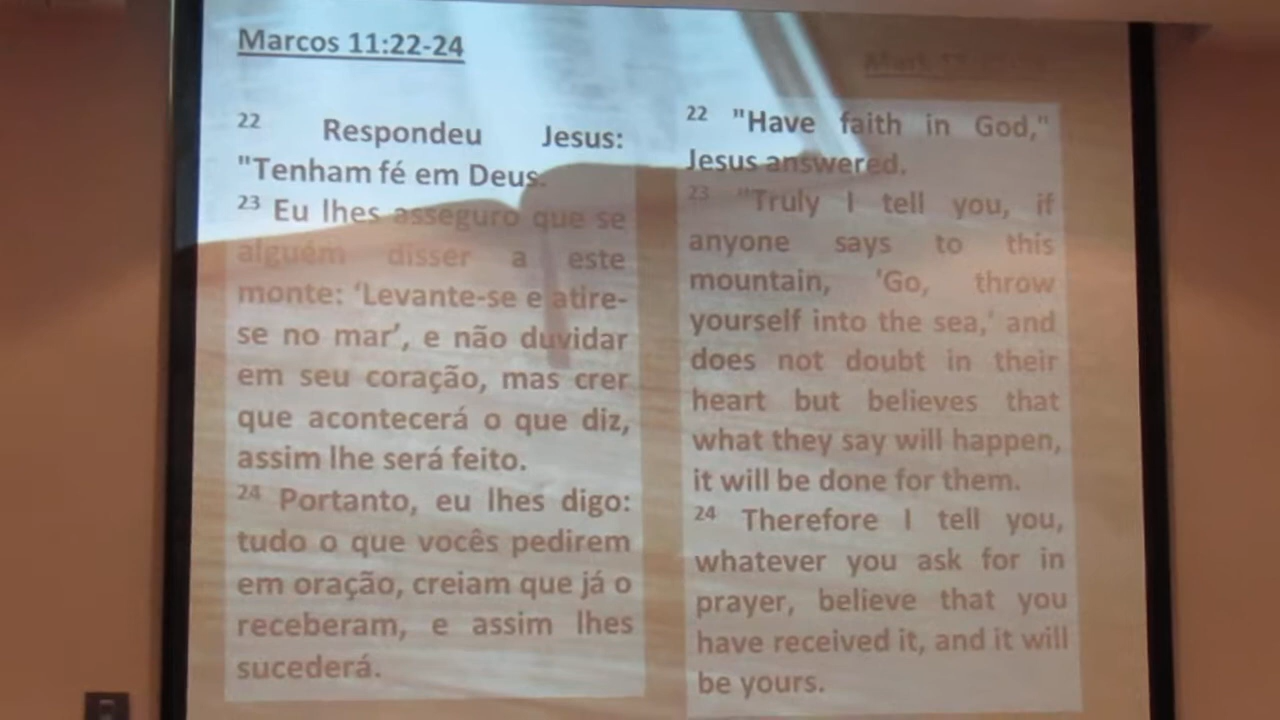 Marcos 11:22-24
22 Respondeu Jesus:
"Tenham fé em Deus.
23 Eu lhes asseguro que se
alguém disser a este
monte: ‘Levante-se e atire-
se no mar’, e não duvidar
em seu coração, mas crer
que acontecerá o que diz,
assim lhe será feito.
24 Portanto, eu lhes digo:
tudo o que vocês pedirem
em oração, creiam que já o
receberam, e assim lhes
sucederá.
Mark
22 "Have faith in God,"
Jesus answered.
23 "Truly I tell you, if
anyone says to this
mountain, ‘Go, throw
yourself into the sea,’ and
does not doubt in their
heart but believes that
what they say will happen,
it will be done for them.
24 Therefore I tell you,
whatever you ask for in
prayer, believe that you
have received it, and it will
be yours.